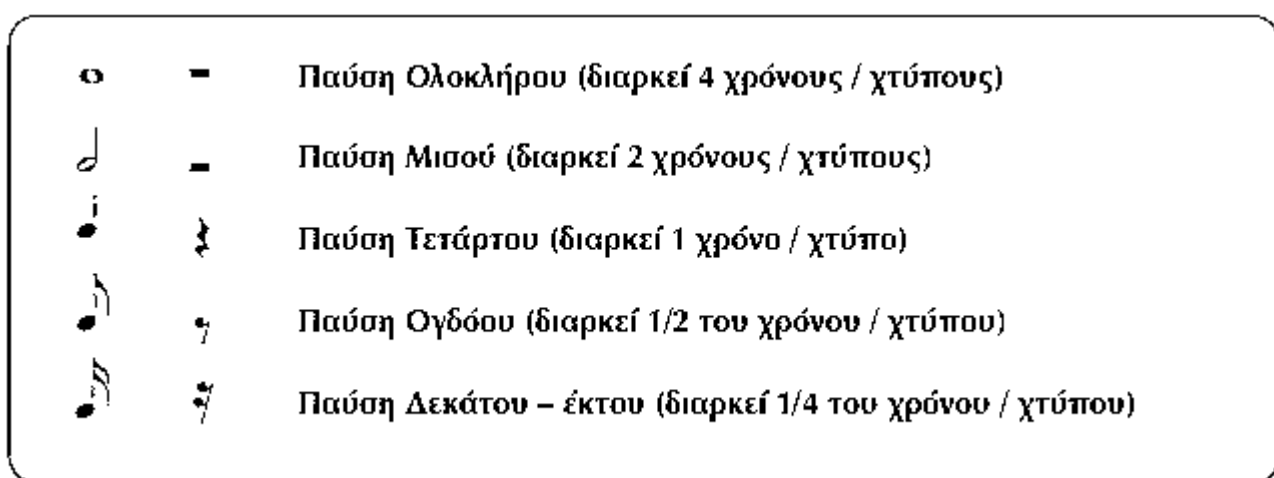 Παύση Ολοκλήρου (διαρκεί 4 χρόνους / χτύπους)
Παύση Μισού (διαρκεί 2 χρόνους / χτύπους)
Παύση Τετάρτου (διαρκεί 1 χρόνο / χτύπο)
Παύση Ογδόου (διαρκεί 1/2 του χρόνου / χτύπου)
Παύση Δεκάτου – έκτου (διαρκεί 1/4 του χρόνου / χτύπου)